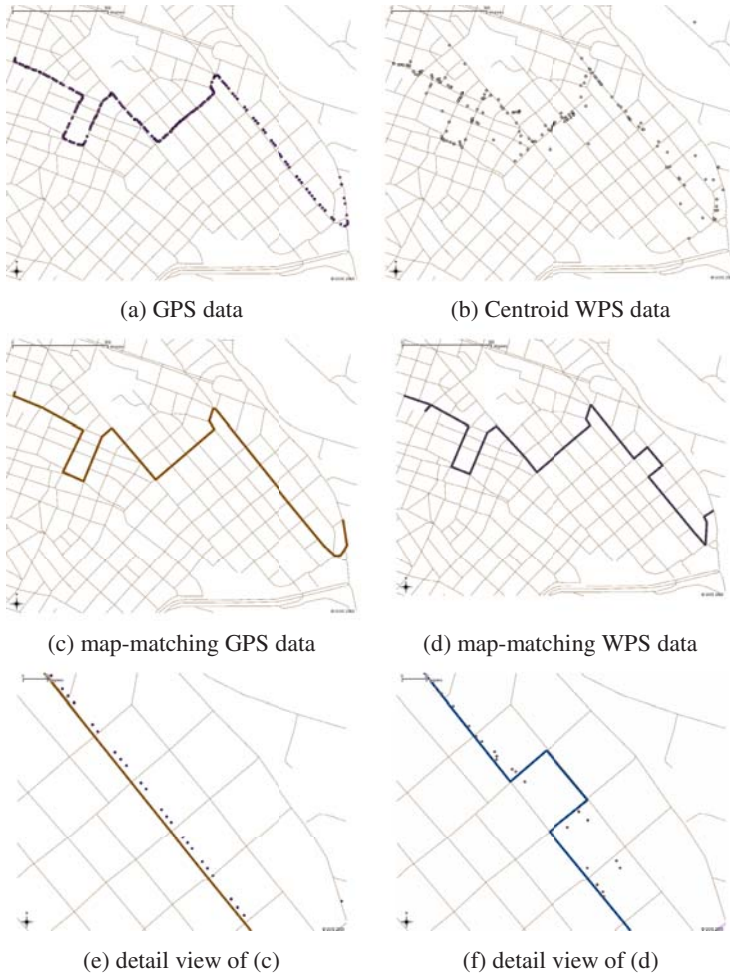 (a) GPS data
(b) Centroid WPS data
(c) map-matching GPS data
(d) map-matching WPS data
(e) detail view of (c)
(f) detail view of (d)